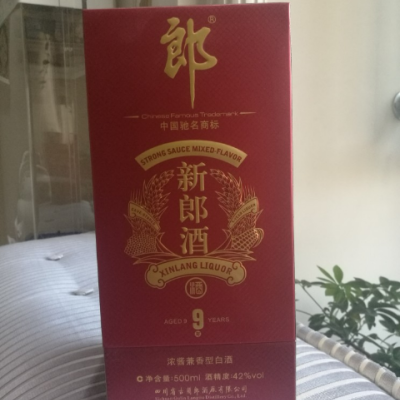 郎®
Chinese Famous Trademark
中国驰名商标
STRONG SAUCE MIXED-FLAVOR
新郎酒
XINLANG LIQUOR
AGED 9 YEARS
浓酱兼香型白酒
净含量:500ml 酒精度:42%vol